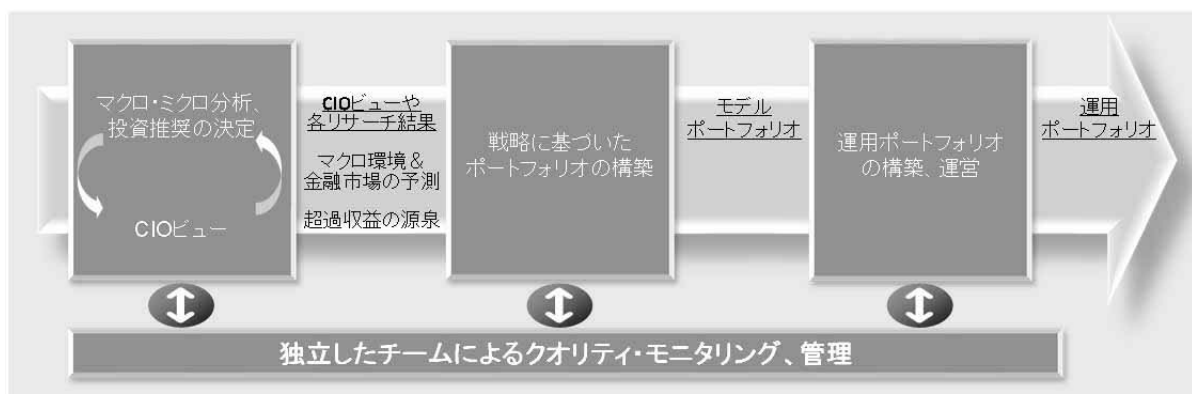 マクロ・ミクロ分析、
投資推奨の決定
CIOビュー
CIOビューや
各リサーチ結果
マクロ環境＆
金融市場の予測
超過収益の源泉
戦略に基づいた
ポートフォリオの構築
モデル
ポートフォリオ
運用ポートフォリオ
の構築、運営
運用
ポートフォリオ
独立したチームによるクオリティ・モニタリング、管理